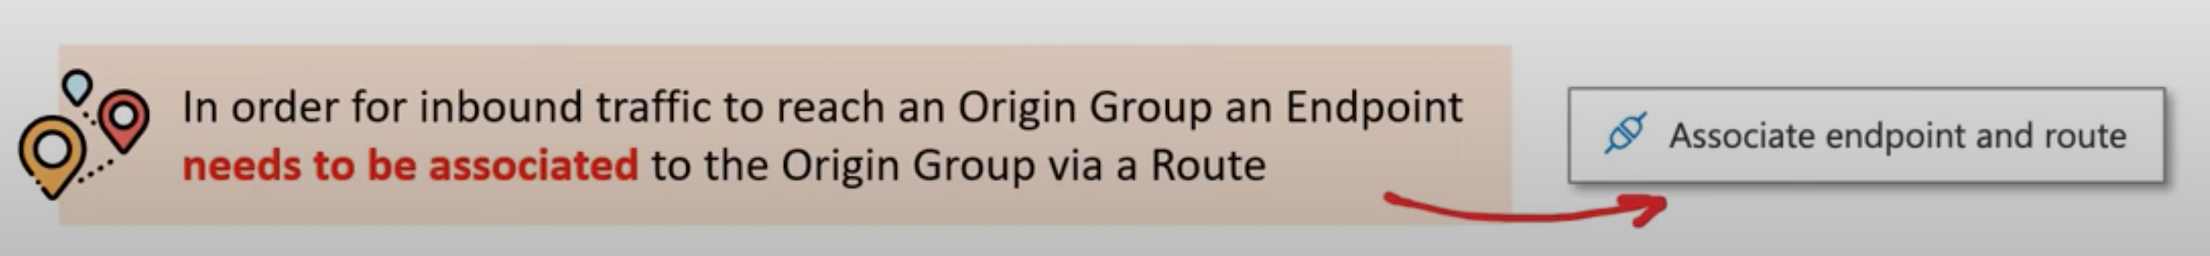 In order for inbound traffic to reach an Origin Group an Endpoint
needs to be associated to the Origin Group via a Route
Associate endpoint and route